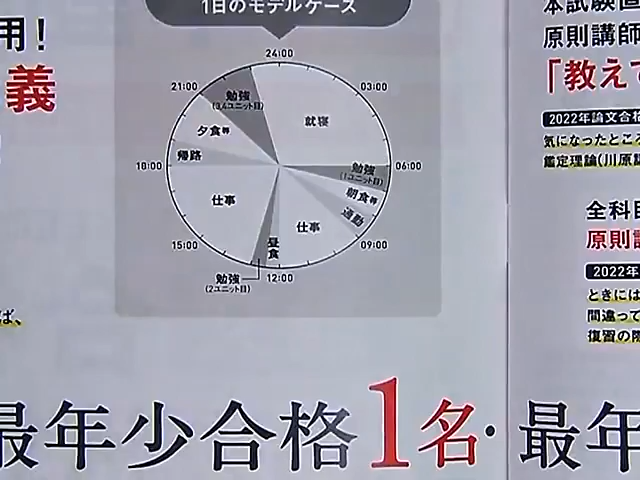 1日のモデルケース
24:00
03:00
06:00
09:00
12:00
15:00
18:00
21:00
就寝
勉強
(1ユニット目)
朝食等
通勤
仕事
昼食
勉強
(2ユニット目)
仕事
帰路
夕食等
勉強
(3,4ユニット目)
用!
義
ば、
最年少合格1名・最年
本試験直
原則講師
「教えて
2022年論文合格
気になったところ
鑑定理論(川原
全科目
原則
2022年
ときには
間違って
復習の際